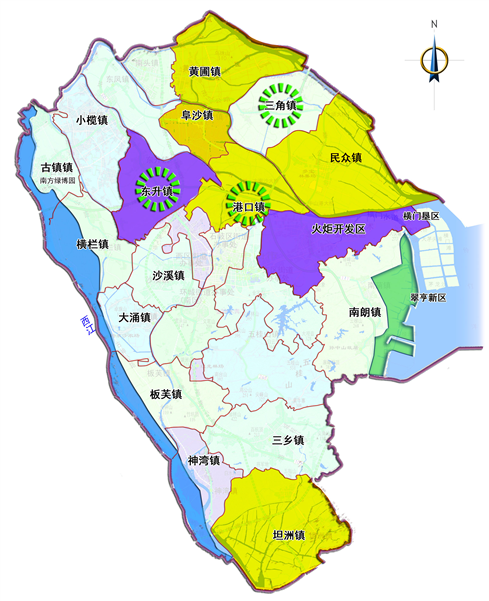 N
黄圃镇
三角镇
阜沙镇
小榄镇
民众镇
古镇镇
南方绿博园
东升镇
港口镇
横门垦区
火炬开发区
横栏镇
沙溪镇
翠亨新区
南朗镇
大涌镇
西江
板芙镇
三乡镇
神湾镇
坦洲镇